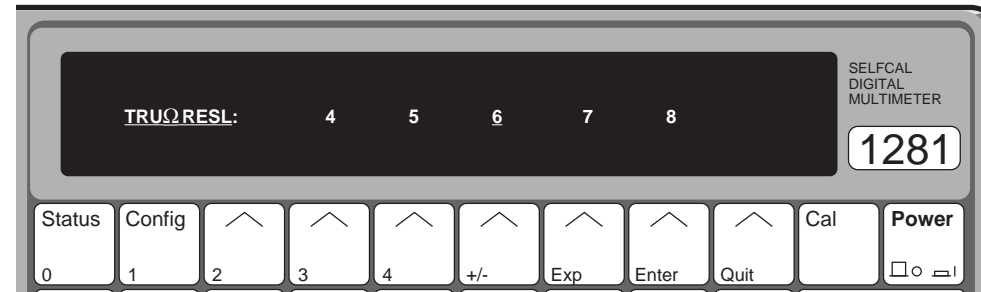 SELFCAL
DIGITAL
MULTIMETER
TRUΩ RESL: 4 5 6 7 8
1281
Status Config Cal Power
0 1 2 3 4 +/- Exp Enter Quit